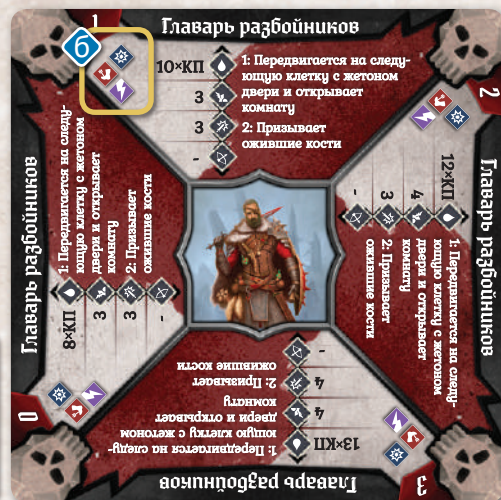 1
Главарь разбойников
6
10×КП
3
3
-
1: Передвигается на следу-
ющую клетку с жетоном
двери и открывает
комнату
2: Призывает
ожившие кости
2
Главарь разбойников
12×КП
4
3
-
1: Передвигается на следу-
ющую клетку с жетоном
двери и открывает
комнату
2: Призывает
ожившие кости
3
Главарь разбойников
13×КП
4
4
-
1: Передвигается на следу-
ющую клетку с жетоном
двери и открывает
комнату
2: Призывает
ожившие кости
0
Главарь разбойников
8×КП
3
3
-
1: Передвигается на следу-
ющую клетку с жетоном
двери и открывает
комнату
2: Призывает
ожившие кости